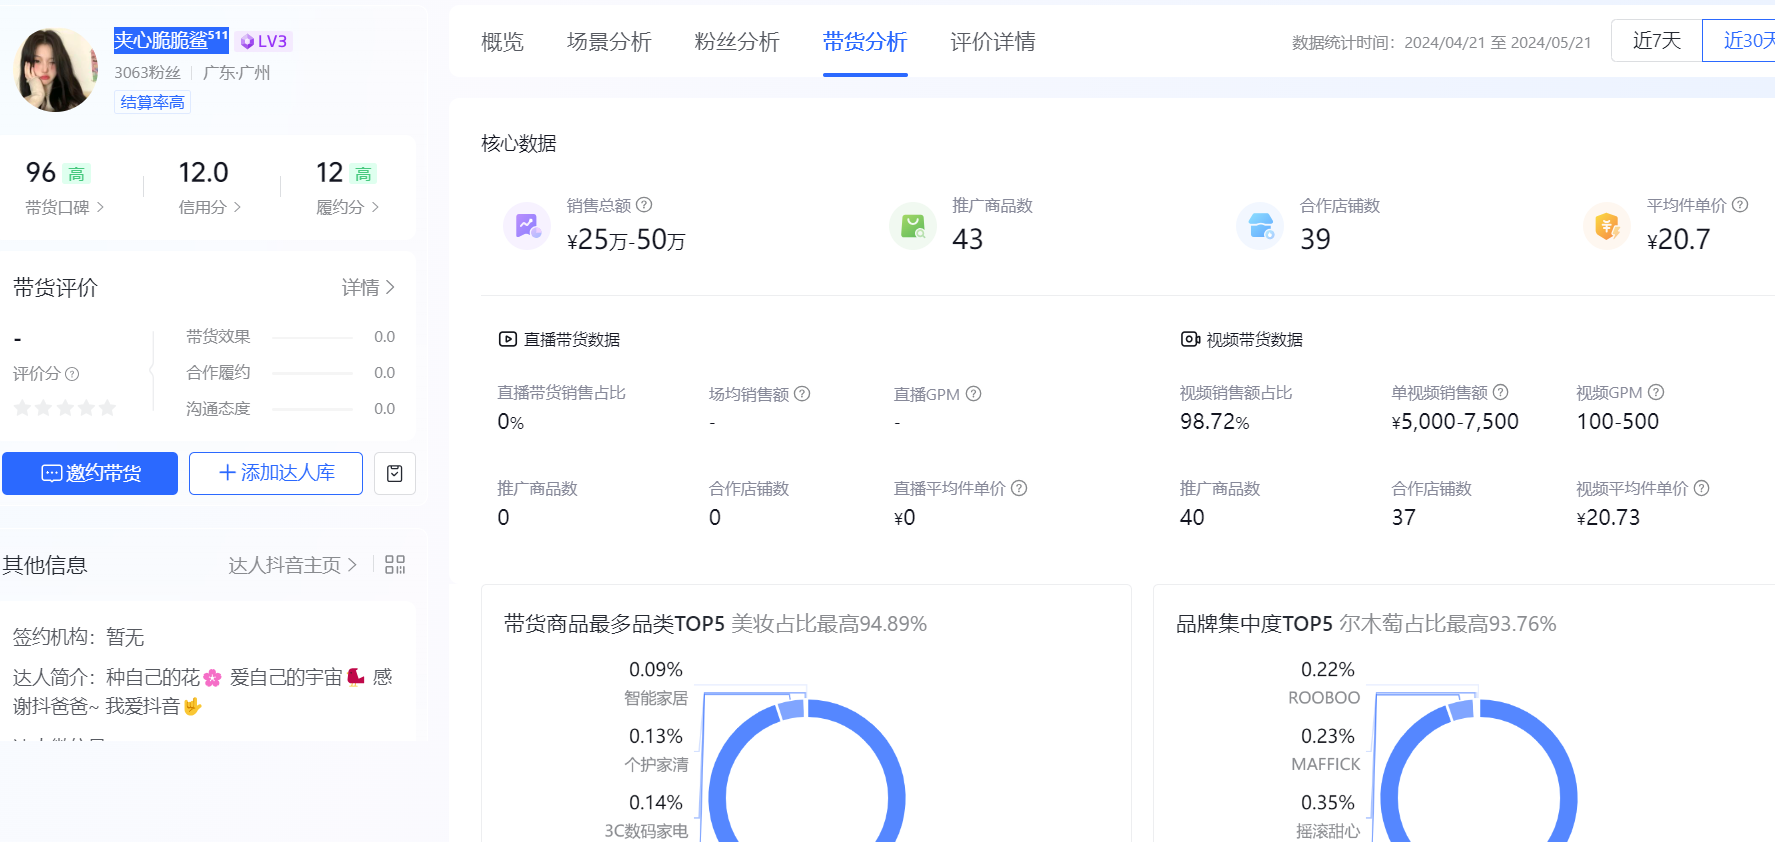 夹心脆脆鲨⁵¹¹ LV3
3063粉丝 广东·广州
结算率高
96 高 12.0 12 高
带货口碑 信用分 履约分
带货评价 详情
-
评价分
带货效果 0.0
合作履约 0.0
沟通态度 0.0
邀约带货 +添加达人库
其他信息 达人抖音主页
签约机构：暂无
达人简介：种自己的花🌸 爱自己的宇宙 感
谢抖爸爸~ 我爱抖音🤟
概览 场景分析 粉丝分析 带货分析 评价详情 数据统计时间：2024/04/21 至 2024/05/21 近7天 近30天
核心数据
销售总额 推广商品数 合作店铺数 平均件单价
¥25万-50万 43 39 ¥20.7
直播带货数据
直播带货销售占比 场均销售额 直播GPM
0% - -
推广商品数 合作店铺数 直播平均件单价
0 0 ¥0
视频带货数据
视频销售额占比 单视频销售额 视频GPM
98.72% ¥5,000-7,500 100-500
推广商品数 合作店铺数 视频平均件单价
40 37 ¥20.73
带货商品最多品类TOP5 美妆占比最高94.89%
0.09%
智能家居
0.13%
个护家清
0.14%
3C数码家电
品牌集中度TOP5 尔木萄占比最高93.76%
0.22%
ROOBOO
0.23%
MAFFICK
0.35%
摇滚甜心